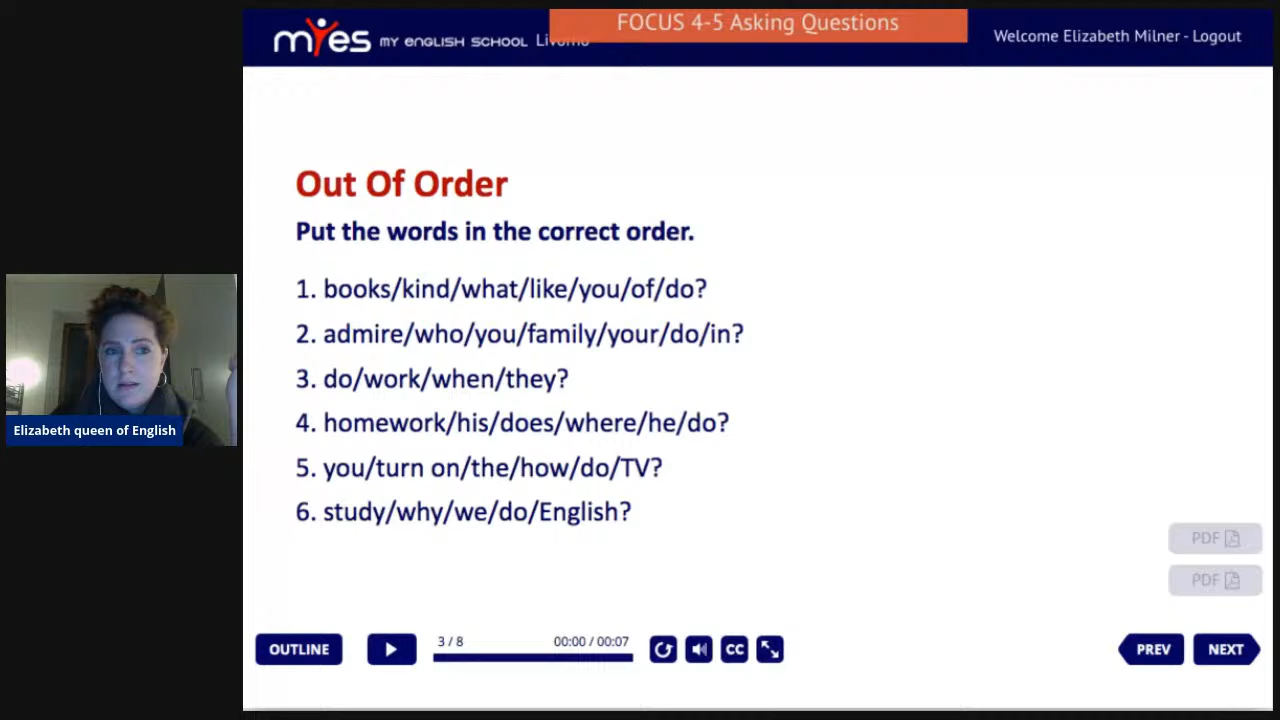 FOCUS 4-5 Asking Questions
myes MY ENGLISH SCHOOL Livorno
Welcome Elizabeth Milner - Logout
Out Of Order
Put the words in the correct order.
1. books/kind/what/like/you/of/do?
2. admire/who/you/family/your/do/in?
3. do/work/when/they?
4. homework/his/does/where/he/do?
5. you/turn on/the/how/do/TV?
6. study/why/we/do/English?
Elizabeth queen of English
PDF
PDF
OUTLINE
3 / 8
00:00 / 00:07
CC
PREV
NEXT